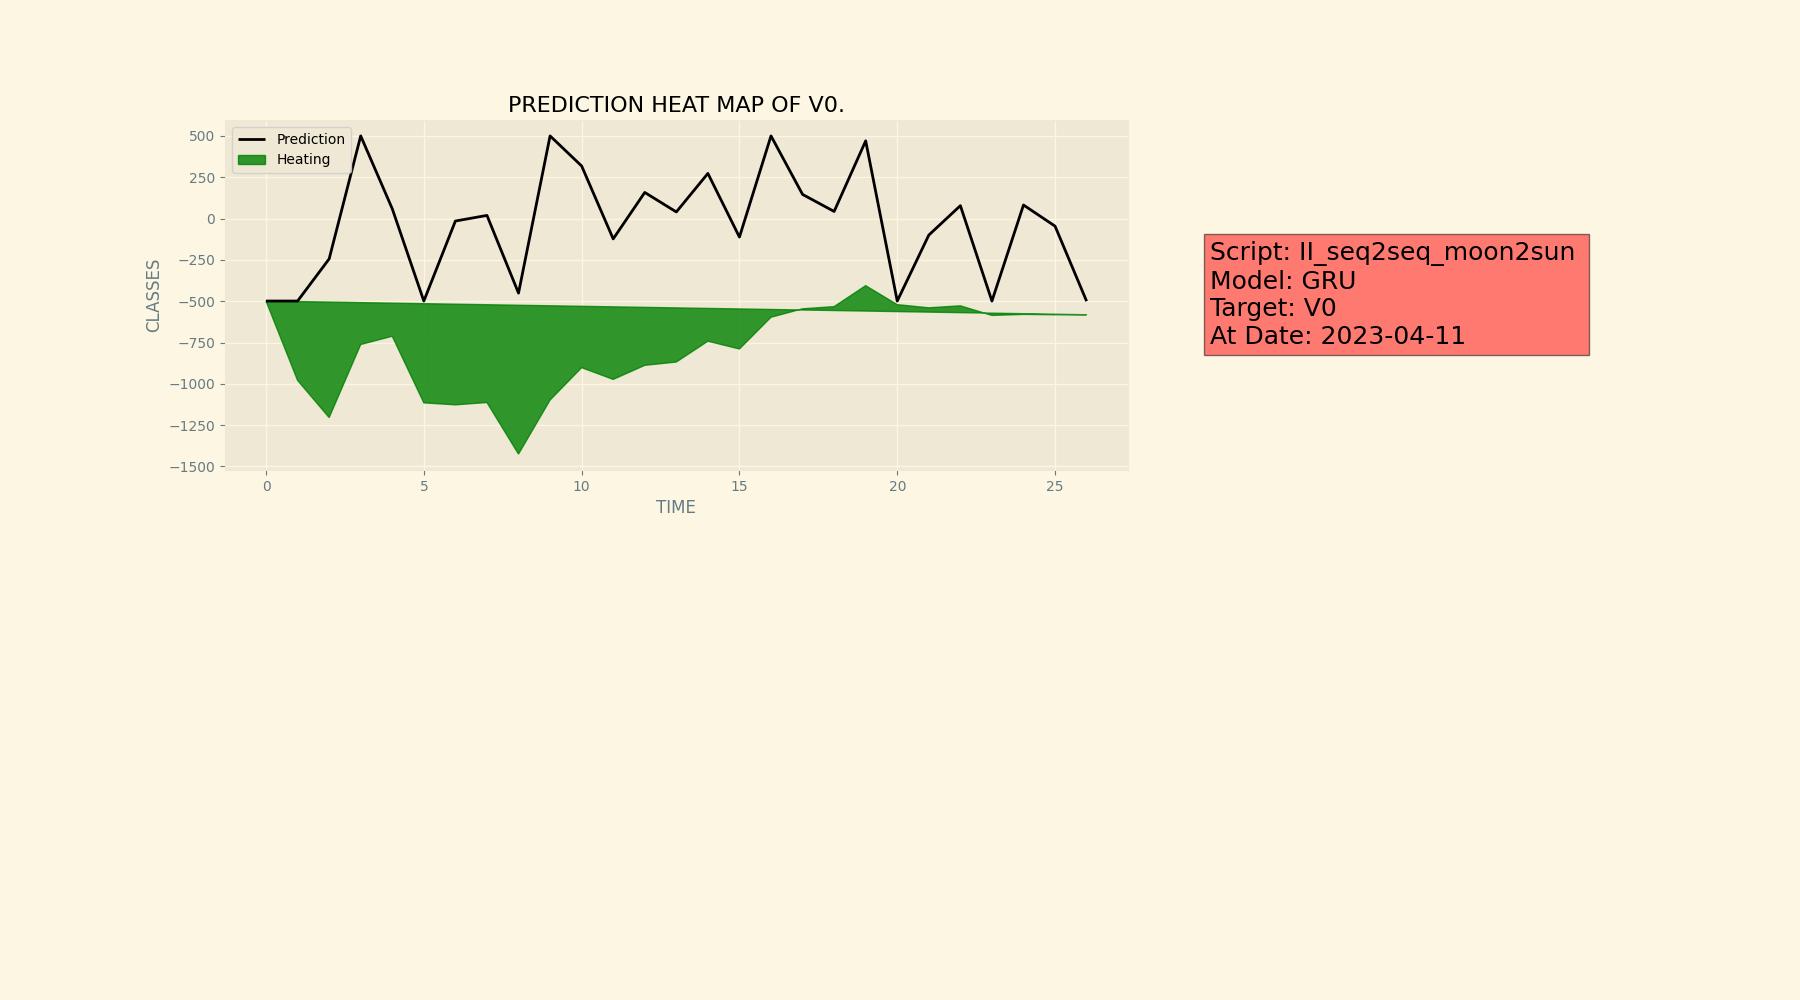 PREDICTION HEAT MAP OF V0.
Prediction
Heating
500
250
0
−250
−500
−750
−1000
−1250
−1500
CLASSES
0 5 10 15 20 25
TIME
Script: II_seq2seq_moon2sun
Model: GRU
Target: V0
At Date: 2023-04-11